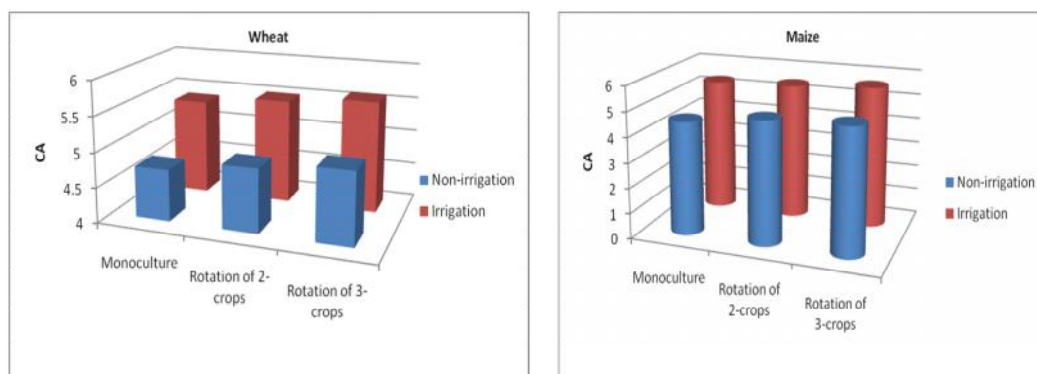 Wheat
6
5.5
5
4.5
4
CA
Monoculture
Rotation of 2-
crops
Rotation of 3-
crops
Non-irrigation
Irrigation
Maize
6
5
4
3
2
1
0
CA
Monoculture
Rotation of
2-crops
Rotation of
3-crops
Non-irrigation
Irrigation